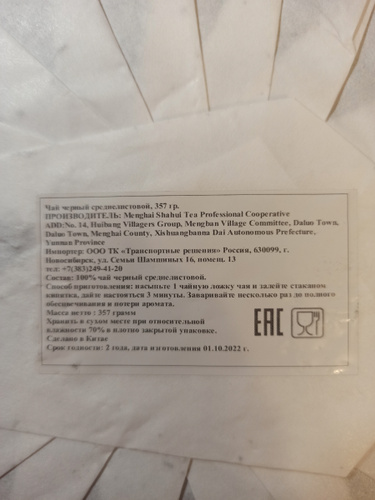 Чай черный среднелистовой, 357 гр.
ПРОИЗВОДИТЕЛЬ: Menghai Shahui Tea Professional Cooperative
ADD:No. 14, Huibang Villagers Group, Mengban Village Committee, Daluo Town,
Daluo Town, Menghai County, Xishuangbanna Dai Autonomous Prefecture,
Yunnan Province
Импортер: ООО ТК «Транспортные решения» Россия, 630099, г.
Новосибирск, ул. Семьи Шамшиных 16, помещ. 13
тел: +7(383)249-41-20
Состав: 100% чай черный среднелистовой.
Способ приготовления: насыпьте 1 чайную ложку чая и залейте стаканом
кипятка, дайте настояться 3 минуты. Заваривайте несколько раз до полного
обесцвечивания и потери аромата.
Масса нетто : 357 грамм
Хранить в сухом месте при относительной
влажности 70% в плотно закрытой упаковке.
Сделано в Китае
Срок годности: 2 года, дата изготовления 01.10.2022 г.
EAC